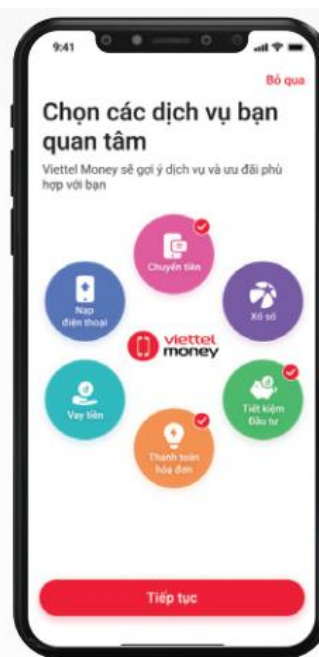 9:41
Bỏ qua
Chọn các dịch vụ bạn
quan tâm
Viettel Money sẽ gợi ý dịch vụ và ưu đãi phù
hợp với bạn
Chuyển tiền
Nạp
điện thoại
Xổ số
viettel
money
Vay tiền
Tiết kiệm
Đầu tư
Thanh toán
hóa đơn
Tiếp tục